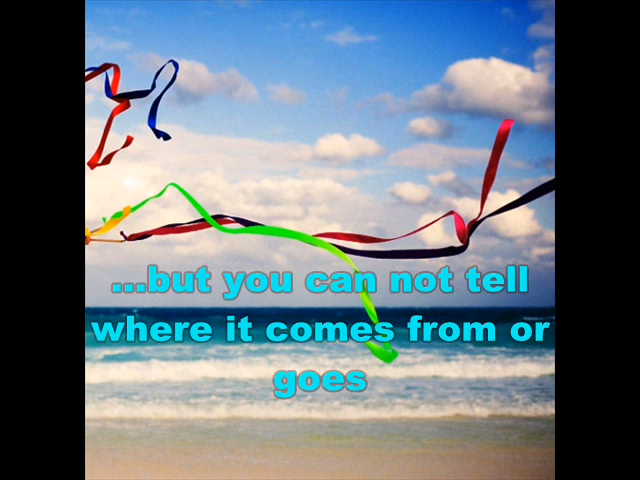 ...but you can not tell
where it comes from or
goes